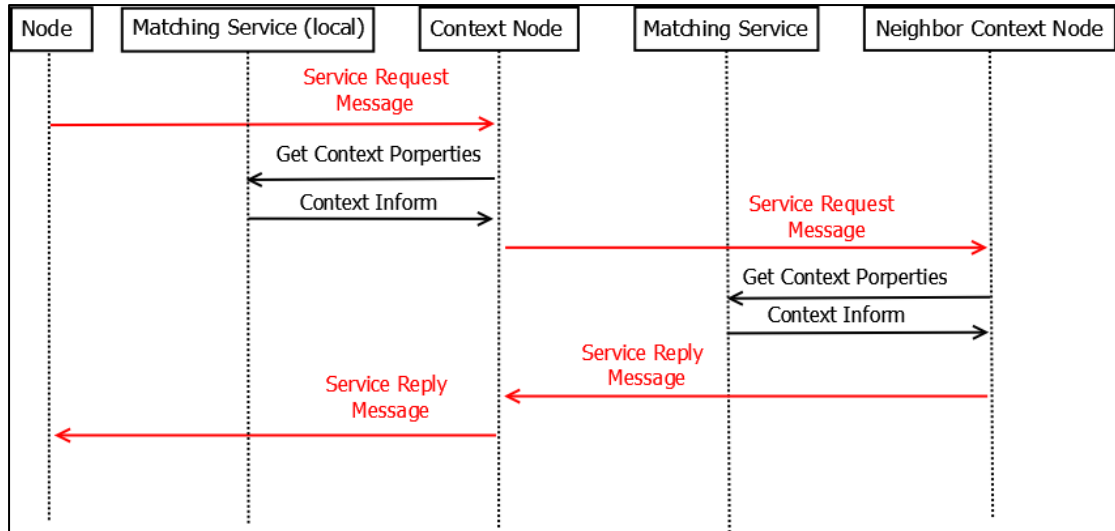 Node
Matching Service (local)
Context Node
Matching Service
Neighbor Context Node
Service Request
Message
Get Context Porperties
Context Inform
Service Request
Message
Get Context Porperties
Context Inform
Service Reply
Message
Service Reply
Message